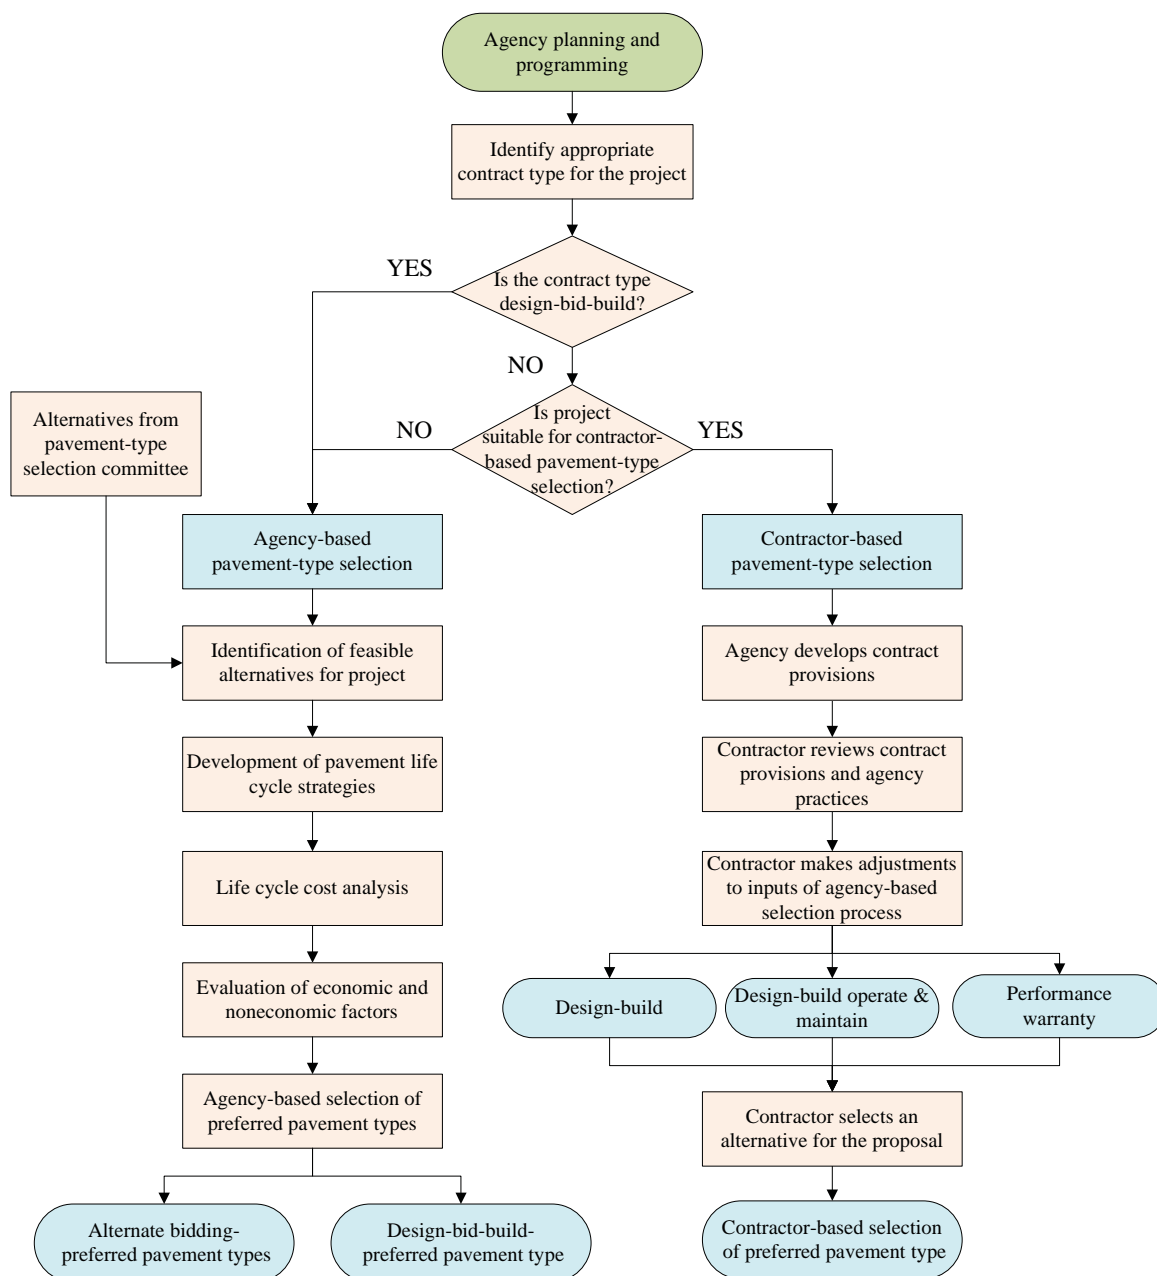 Agency planning and
programming
Identify appropriate
contract type for the project
YES
Is the contract type
design-bid-build?
NO
Alternatives from
pavement-type
selection committee
NO
Is project
suitable for contractor-
based pavement-type
selection?
YES
Agency-based
pavement-type selection
Contractor-based
pavement-type selection
Identification of feasible
alternatives for project
Agency develops contract
provisions
Development of pavement life
cycle strategies
Contractor reviews contract
provisions and agency
practices
Life cycle cost analysis
Contractor makes adjustments
to inputs of agency-based
selection process
Evaluation of economic and
noneconomic factors
Design-build
Design-build operate &
maintain
Performance
warranty
Agency-based selection of
preferred pavement types
Contractor selects an
alternative for the proposal
Alternate bidding-
preferred pavement types
Design-bid-build-
preferred pavement type
Contractor-based selection
of preferred pavement type